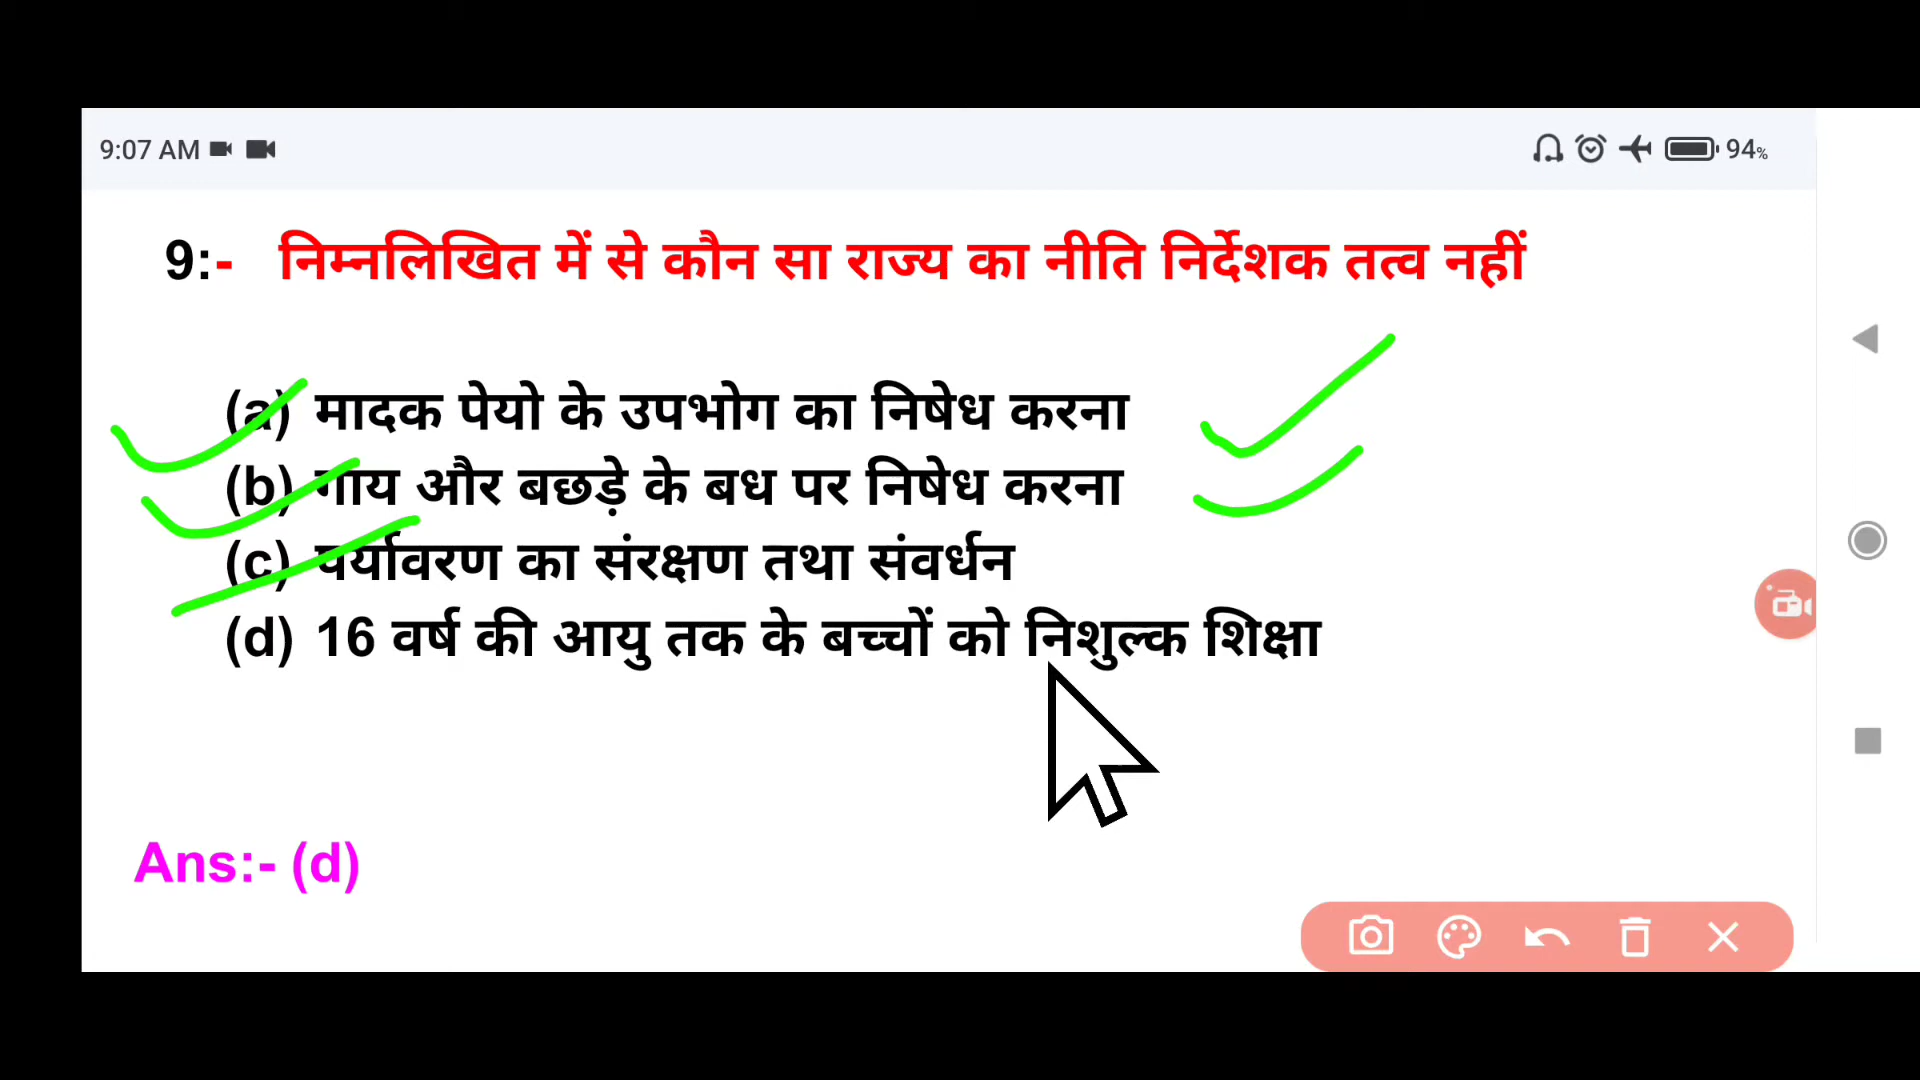 9:07 AM 94%
9:- निम्नलिखित में से कौन सा राज्य का नीति निर्देशक तत्व नहीं
(a) मादक पेयो के उपभोग का निषेध करना
(b) गाय और बछड़े के बध पर निषेध करना
(c) पर्यावरण का संरक्षण तथा संवर्धन
(d) 16 वर्ष की आयु तक के बच्चों को निशुल्क शिक्षा
Ans:- (d)